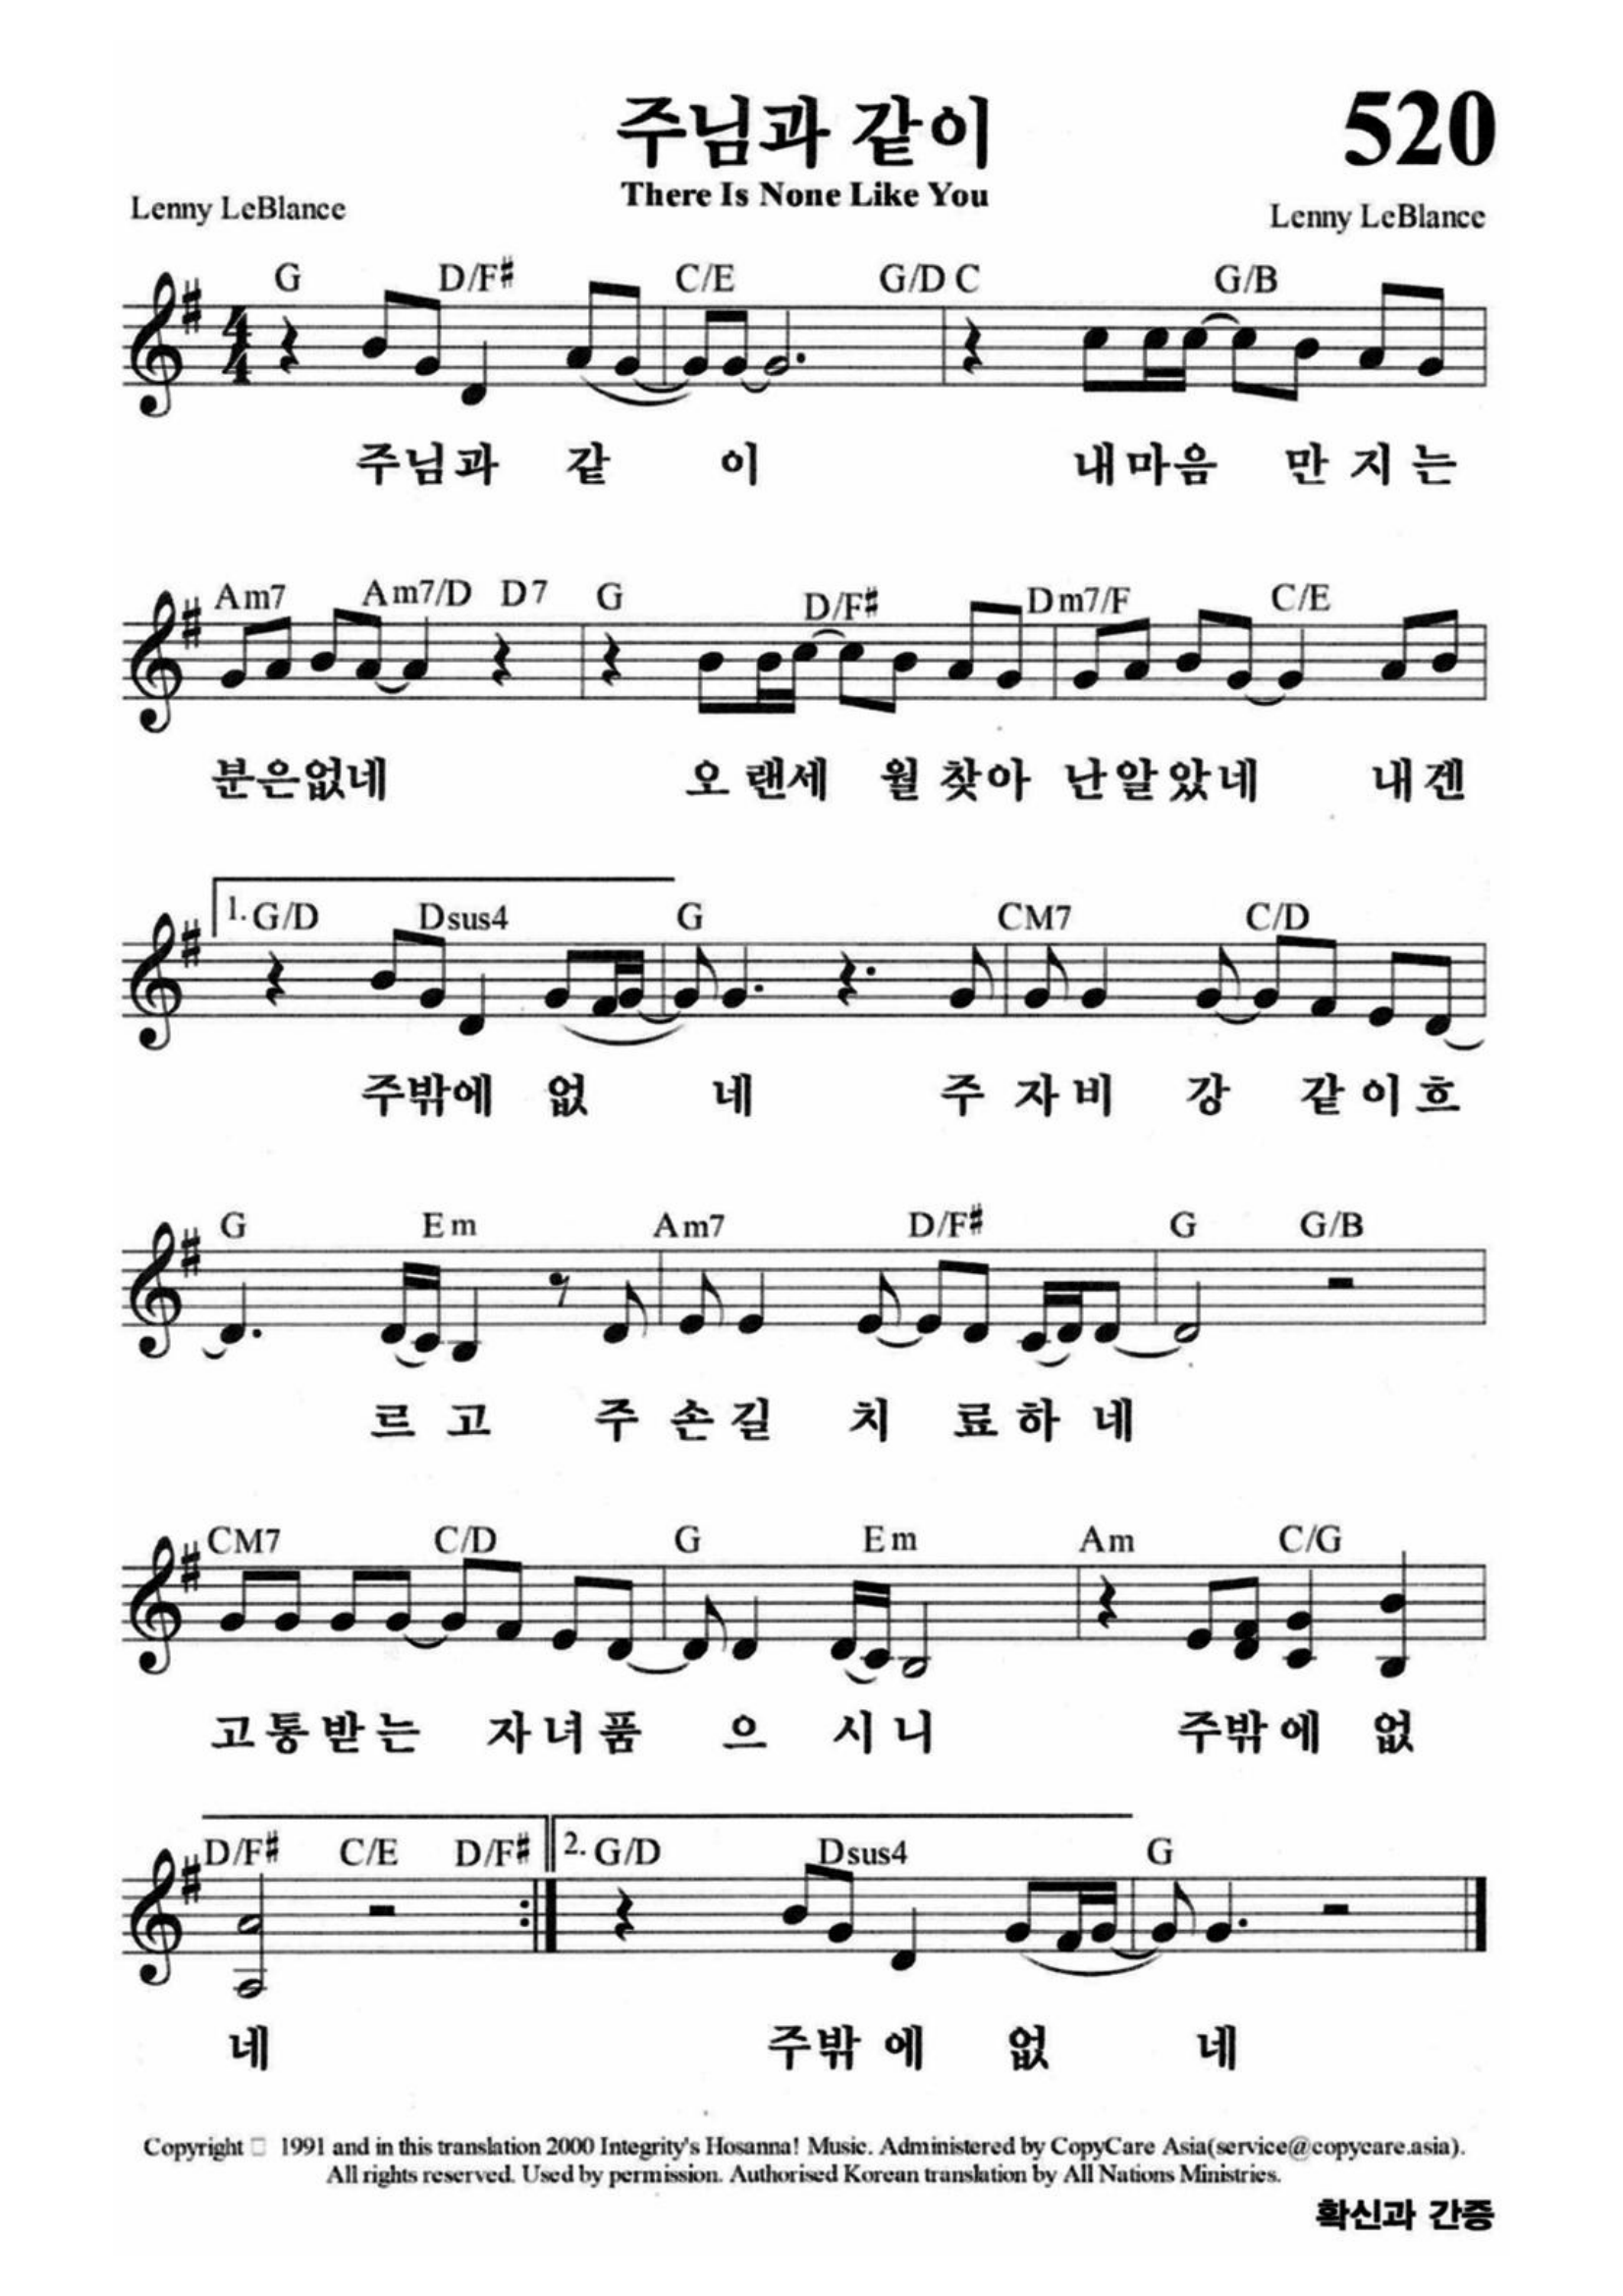 주님과 같이
520
There Is None Like You
Lenny LeBlance
Lenny LeBlance
G D/F# C/E G/D C G/B
주님과 같 이 내마음 만 지 는
Am7 Am7/D D7 G D/F# Dm7/F C/E
분은없네 오 랜세 월 찾아 난알았네 내겐
1. G/D Dsus4 G CM7 C/D
주밖에 없 네 주 자비 강 같이흐
G Em Am7 D/F# G G/B
르 고 주 손길 치 료하 네
CM7 C/D G Em Am C/G
고통받는 자녀품 으 시니 주밖에 없
D/F# C/E D/F# 2. G/D Dsus4 G
네 주밖 에 없 네
Copyright □ 1991 and in this translation 2000 Integrity's Hosanna! Music. Administered by CopyCare Asia(service@copycare.asia).
All rights reserved. Used by permission. Authorised Korean translation by All Nations Ministries.
확신과 간증